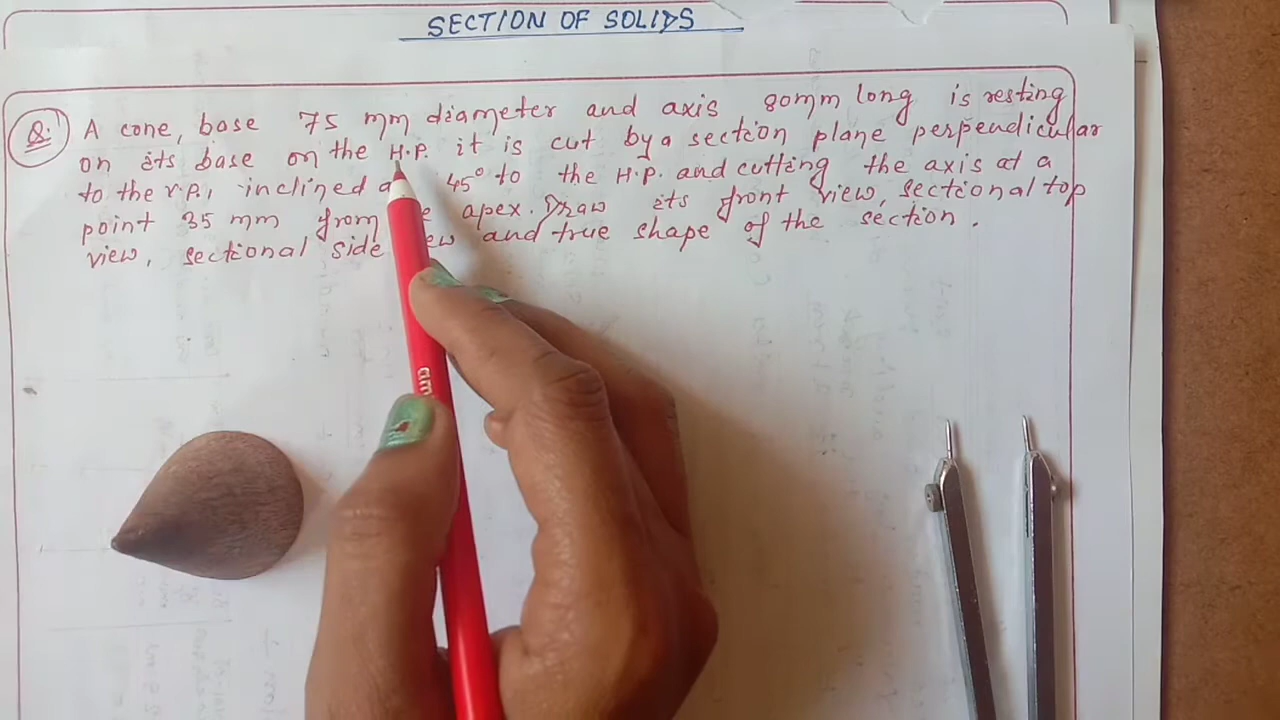 SECTION OF SOLIDS
Q: A cone, base 75 mm diameter and axis 80mm long is resting
on its base on the H.P. it is cut by a section plane perpendicular
to the V.P., inclined 45° to the H.P. and cutting the axis at a
point 35 mm from apex. Draw its front view, sectional top
view, sectional side and true shape of the section.